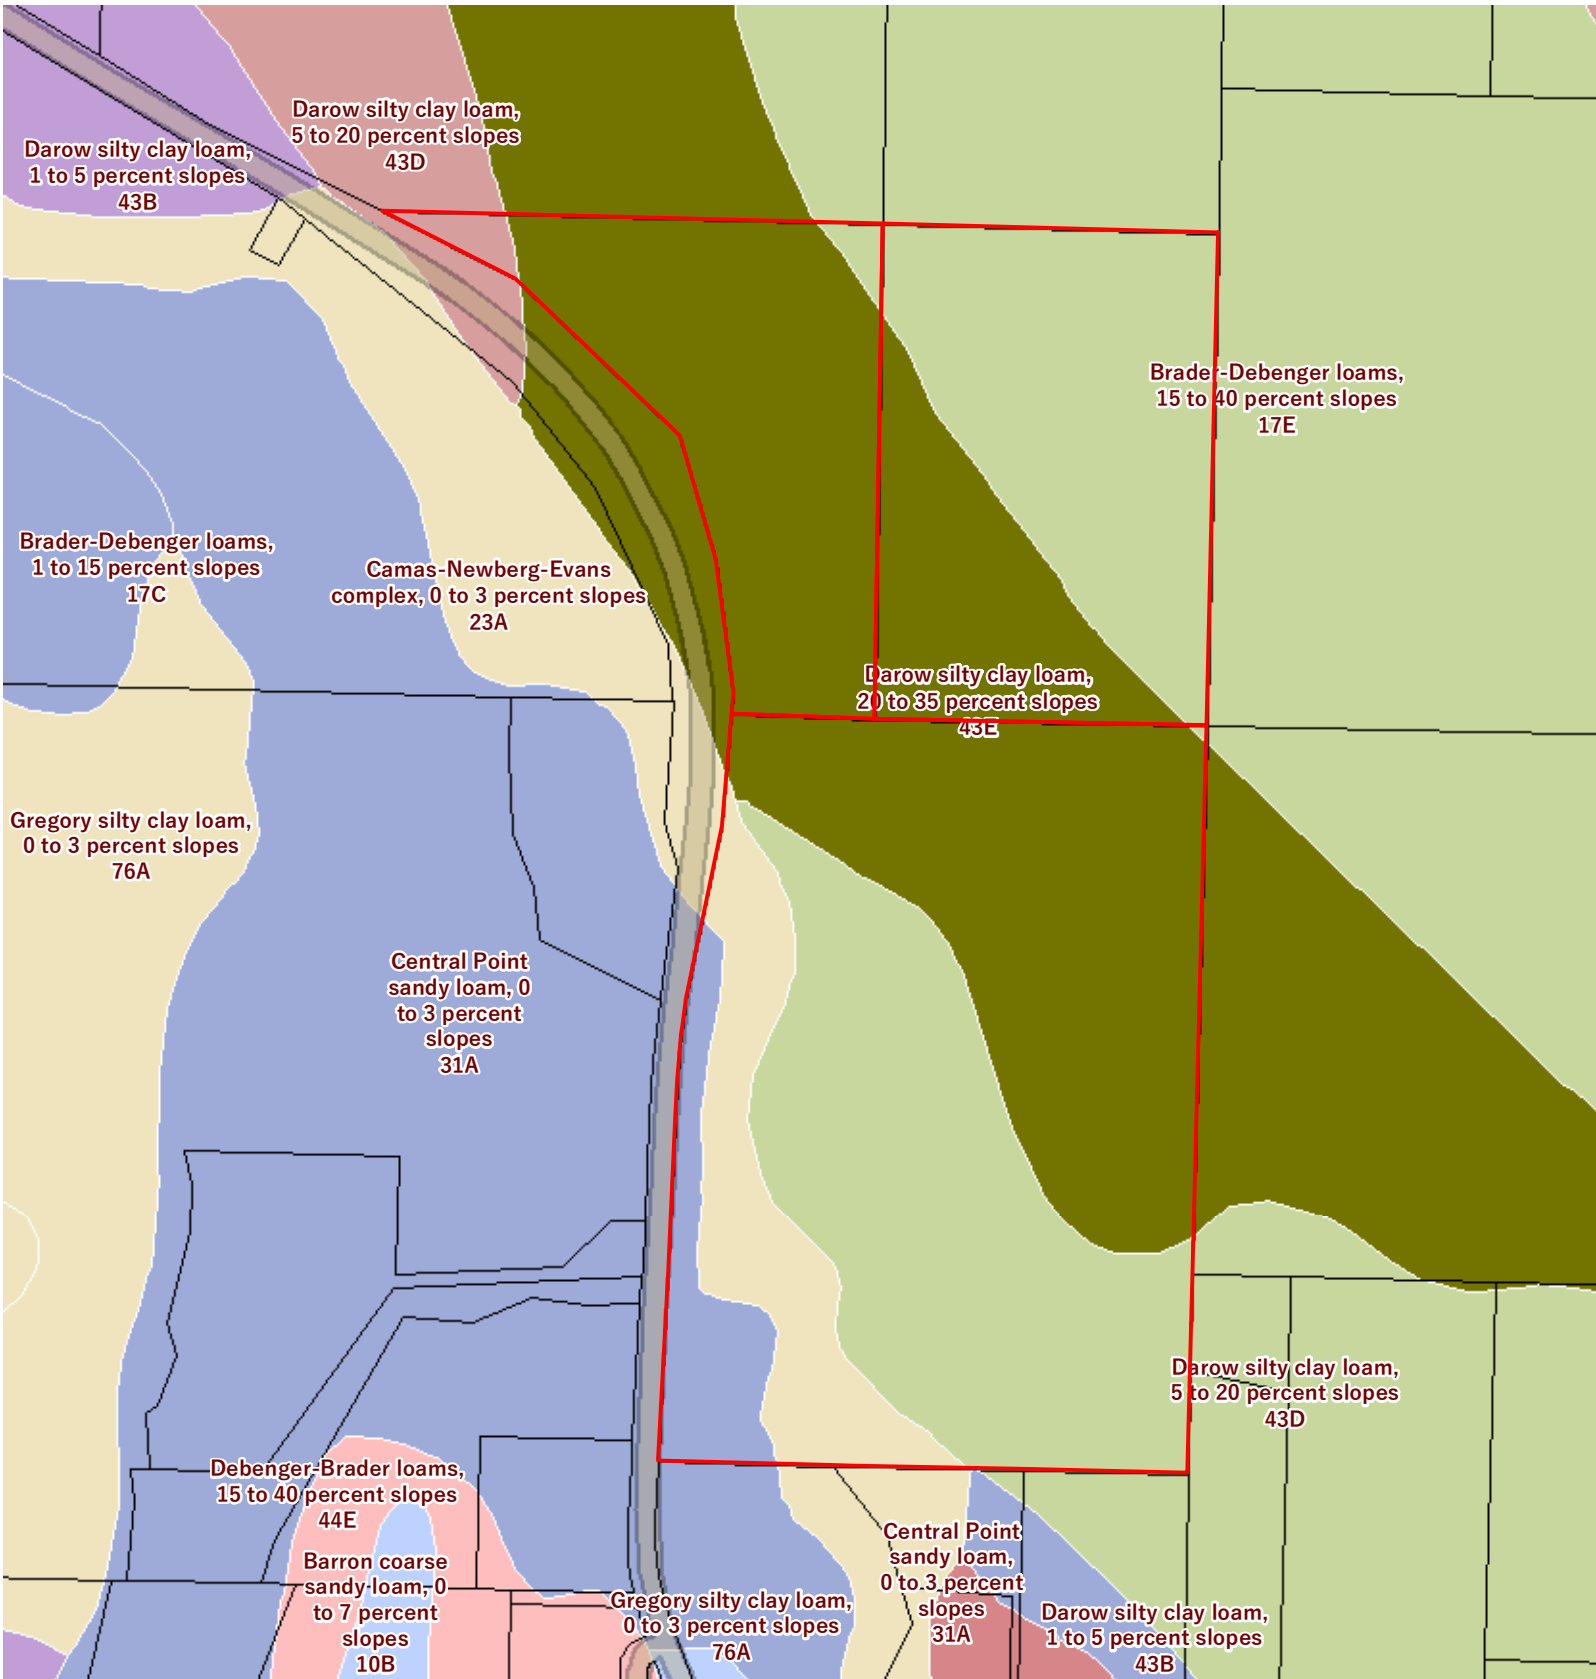 Darow silty clay loam,
5 to 20 percent slopes
43D
Darow silty clay loam,
1 to 5 percent slopes
43B
Brader-Debenger loams,
15 to 40 percent slopes
17E
Brader-Debenger loams,
1 to 15 percent slopes
17C
Camas-Newberg-Evans
complex, 0 to 3 percent slopes
23A
Darow silty clay loam,
20 to 35 percent slopes
43E
Gregory silty clay loam,
0 to 3 percent slopes
76A
Central Point
sandy loam, 0
to 3 percent
slopes
31A
Darow silty clay loam,
5 to 20 percent slopes
43D
Debenger-Brader loams,
15 to 40 percent slopes
44E
Barron coarse
sandy loam, 0
to 7 percent
slopes
10B
Central Point
sandy loam,
0 to 3 percent
slopes
31A
Gregory silty clay loam,
0 to 3 percent slopes
76A
Darow silty clay loam,
1 to 5 percent slopes
43B